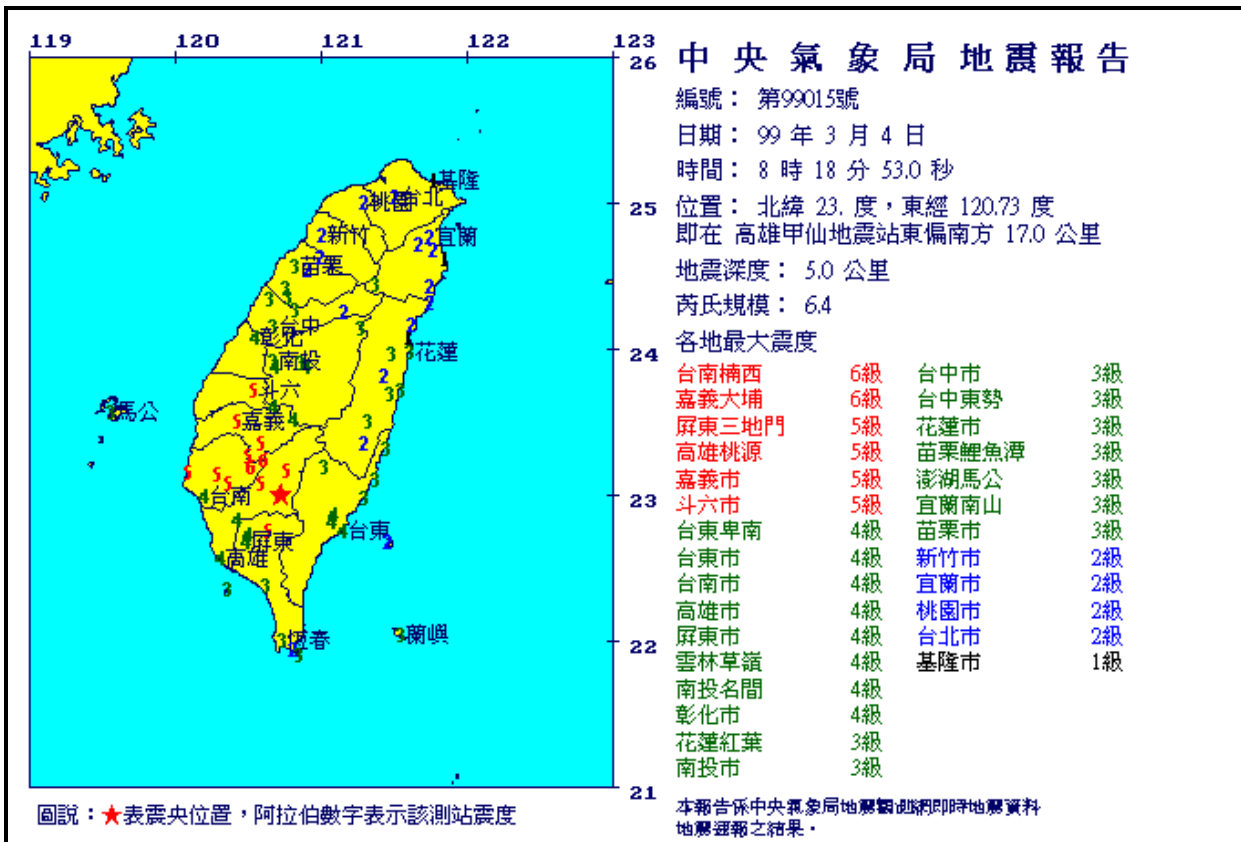 119 120 121 122 123
26
25
24
23
22
21
基隆
台北
桃園
新竹
宜蘭
苗栗
台中
彰化
南投
花蓮
斗六
馬公
嘉義
台南
台東
屏東
高雄
恆春
蘭嶼
圖說：★表震央位置，阿拉伯數字表示該測站震度
中央氣象局地震報告
編號： 第99015號
日期： 99 年 3 月 4 日
時間： 8 時 18 分 53.0 秒
位置： 北緯 23. 度，東經 120.73 度
即在 高雄甲仙地震站東偏南方 17.0 公里
地震深度： 5.0 公里
芮氏規模： 6.4
各地最大震度
台南楠西 6級 台中市 3級
嘉義大埔 6級 台中東勢 3級
屏東三地門 5級 花蓮市 3級
高雄桃源 5級 苗栗鯉魚潭 3級
嘉義市 5級 澎湖馬公 3級
斗六市 5級 宜蘭南山 3級
台東卑南 4級 苗栗市 3級
台東市 4級 新竹市 2級
台南市 4級 宜蘭市 2級
高雄市 4級 桃園市 2級
屏東市 4級 台北市 2級
雲林草嶺 4級 基隆市 1級
南投名間 4級
彰化市 4級
花蓮紅葉 3級
南投市 3級
本報告係中央氣象局地震觀測網即時地震資料
地震速報之結果。